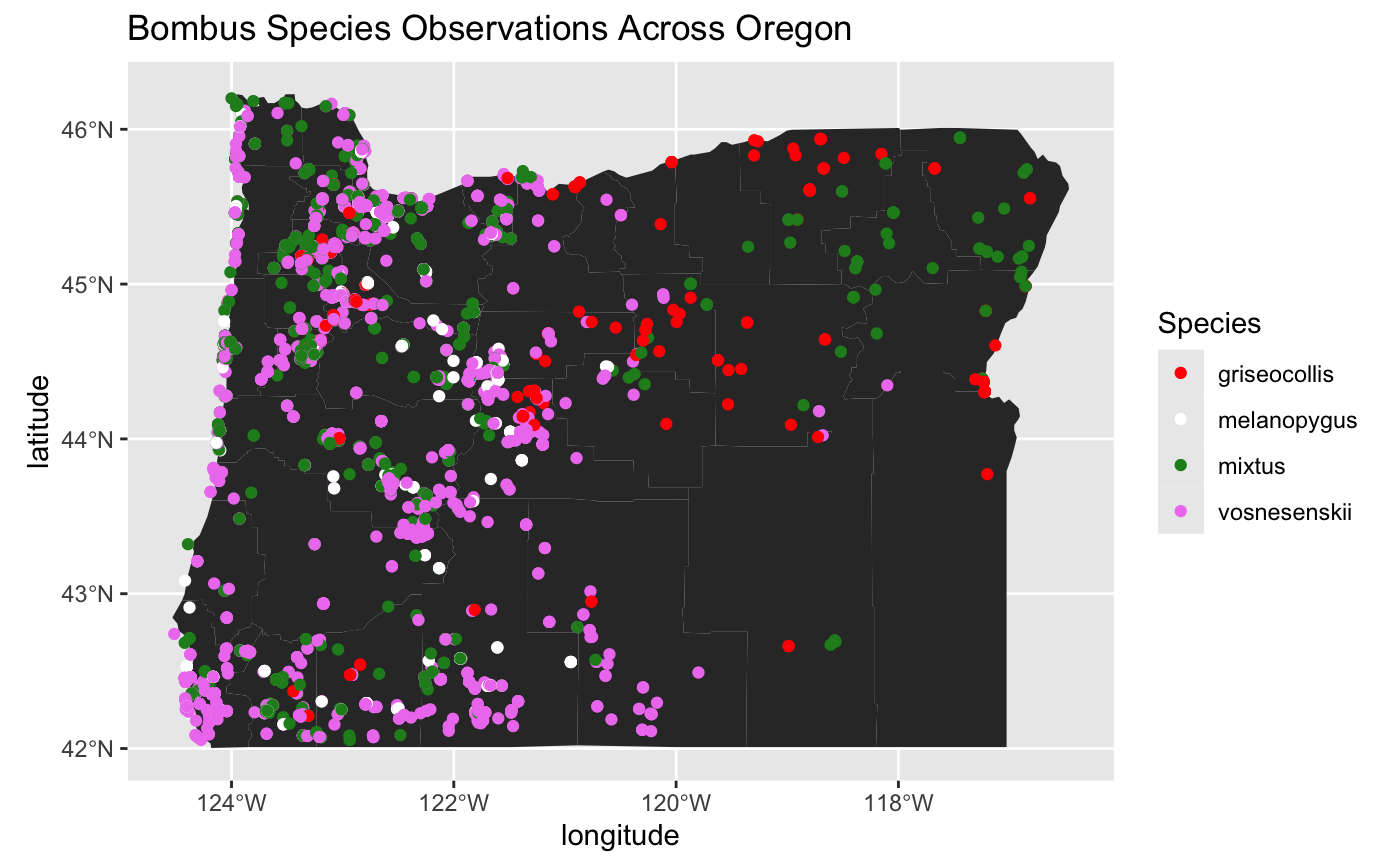 Bombus Species Observations Across Oregon
46°N
45°N
44°N
43°N
42°N
latitude
124°W
122°W
120°W
118°W
longitude
Species
griseocollis
melanopygus
mixtus
vosnesenskii